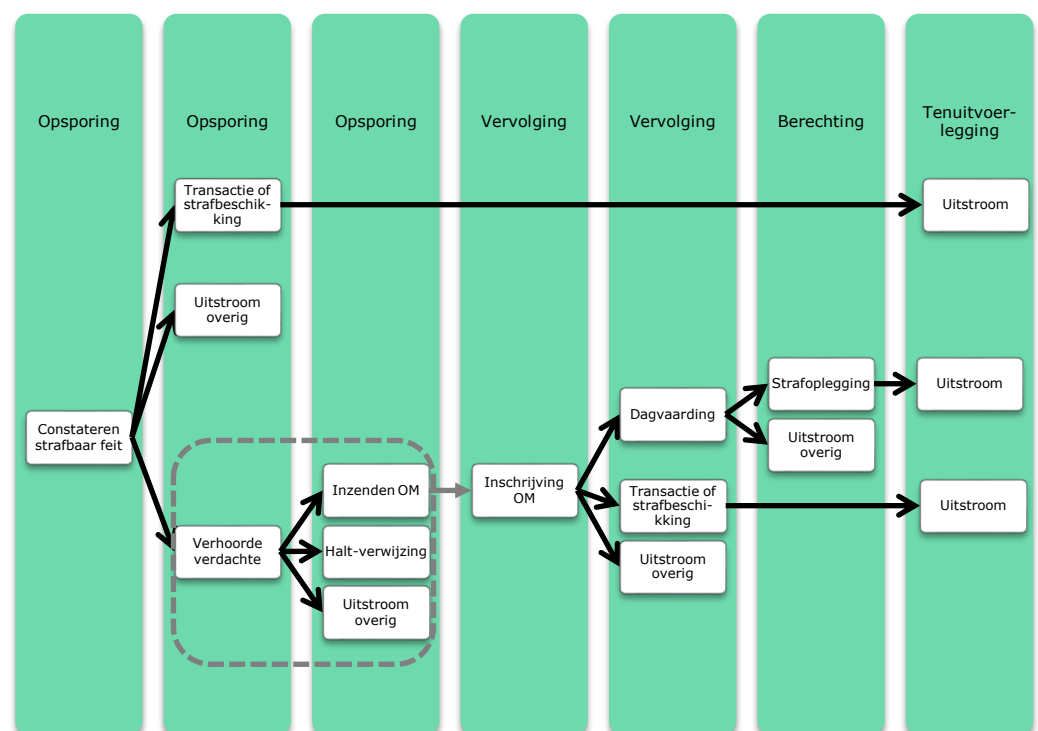 Opsporing
Opsporing
Opsporing
Vervolging
Vervolging
Berechting
Tenuitvoer-
legging
Transactie of
strafbeschik-
king
Uitstroom
Uitstroom
overig
Constateren
strafbaar feit
Verhoorde
verdachte
Inzenden OM
Halt-verwijzing
Uitstroom
overig
Inschrijving
OM
Dagvaarding
Transactie of
strafbeschi-
kking
Uitstroom
overig
Strafoplegging
Uitstroom
overig
Uitstroom
Uitstroom